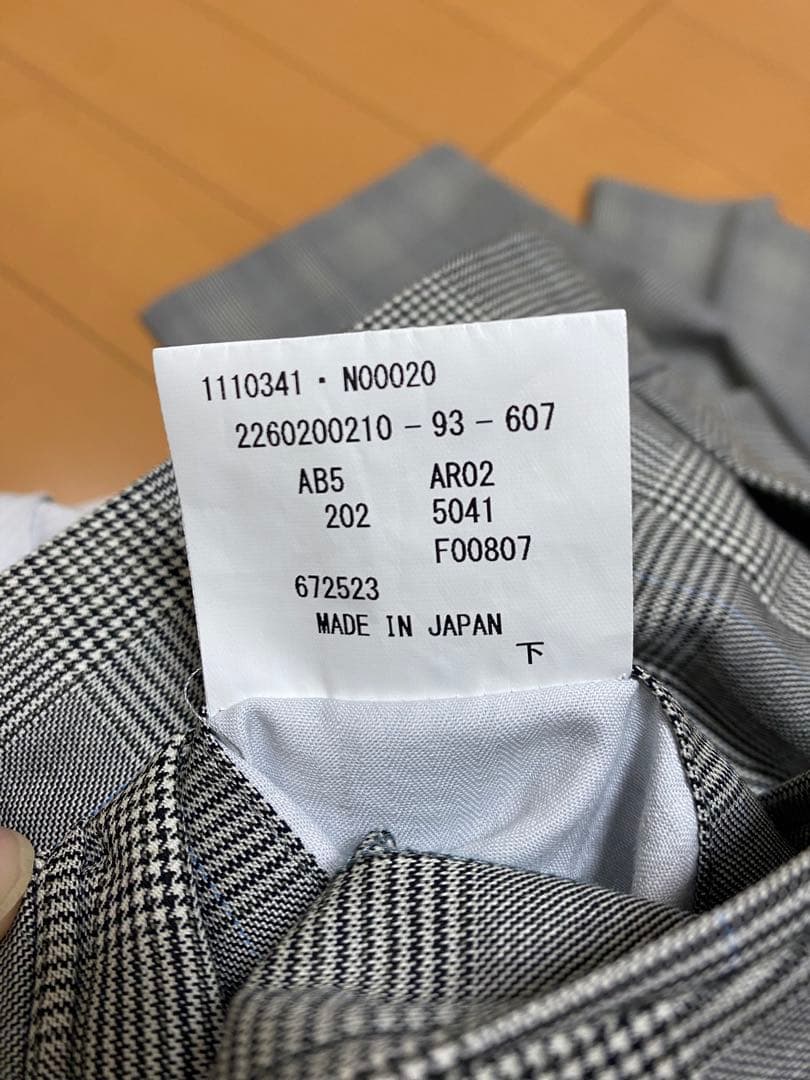 1110341・N00020
2260200210-93-607
AB5 AR02
202 5041
F00807
672523
MADE IN JAPAN
下